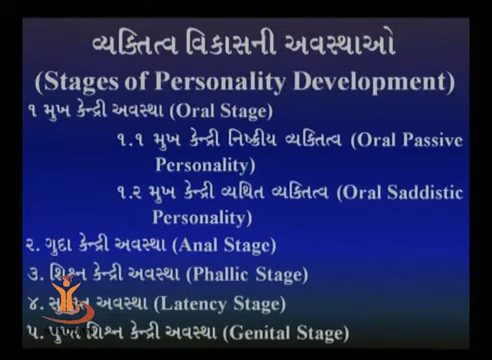 વ્યક્તિત્વ વિકાસની અવસ્થાઓ
(Stages of Personality Development)
૧ મુખ કેન્દ્રી અવસ્થા (Oral Stage)
૧.૧ મુખ કેન્દ્રી નિષ્ક્રીય વ્યકિતત્વ (Oral Passive
Personality)
૧.૨ મુખ કેન્દ્રી વ્યથિત વ્યકિતત્વ (Oral Saddistic
Personality)
૨. ગુદા કેન્દ્રી અવસ્થા (Anal Stage)
૩. શિશ્ન કેન્દ્રી અવસ્થા (Phallic Stage)
૪. અવસ્થા (Latency Stage)
૫. શિશ્ન કેન્દ્રી અવસ્થા (Genital Stage)